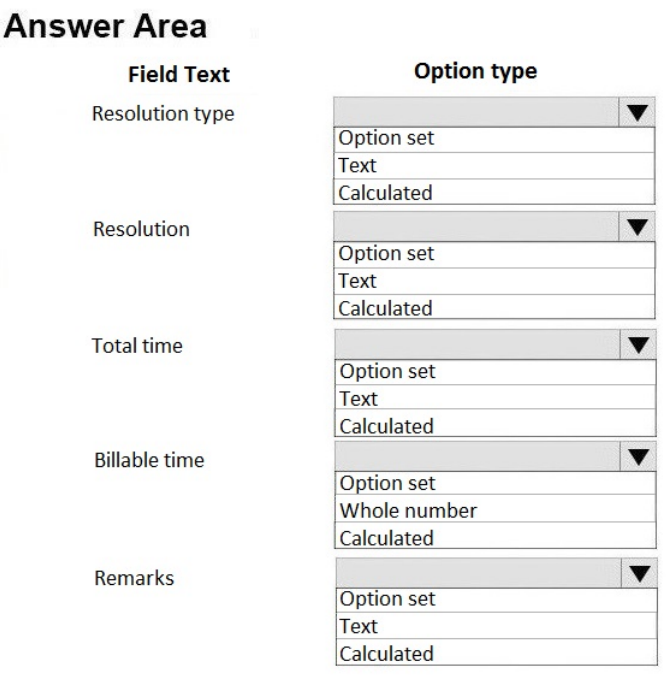 Answer Area
Field Text Option type
Resolution type
Option set
Text
Calculated
Resolution
Option set
Text
Calculated
Total time
Option set
Text
Calculated
Billable time
Option set
Whole number
Calculated
Remarks
Option set
Text
Calculated